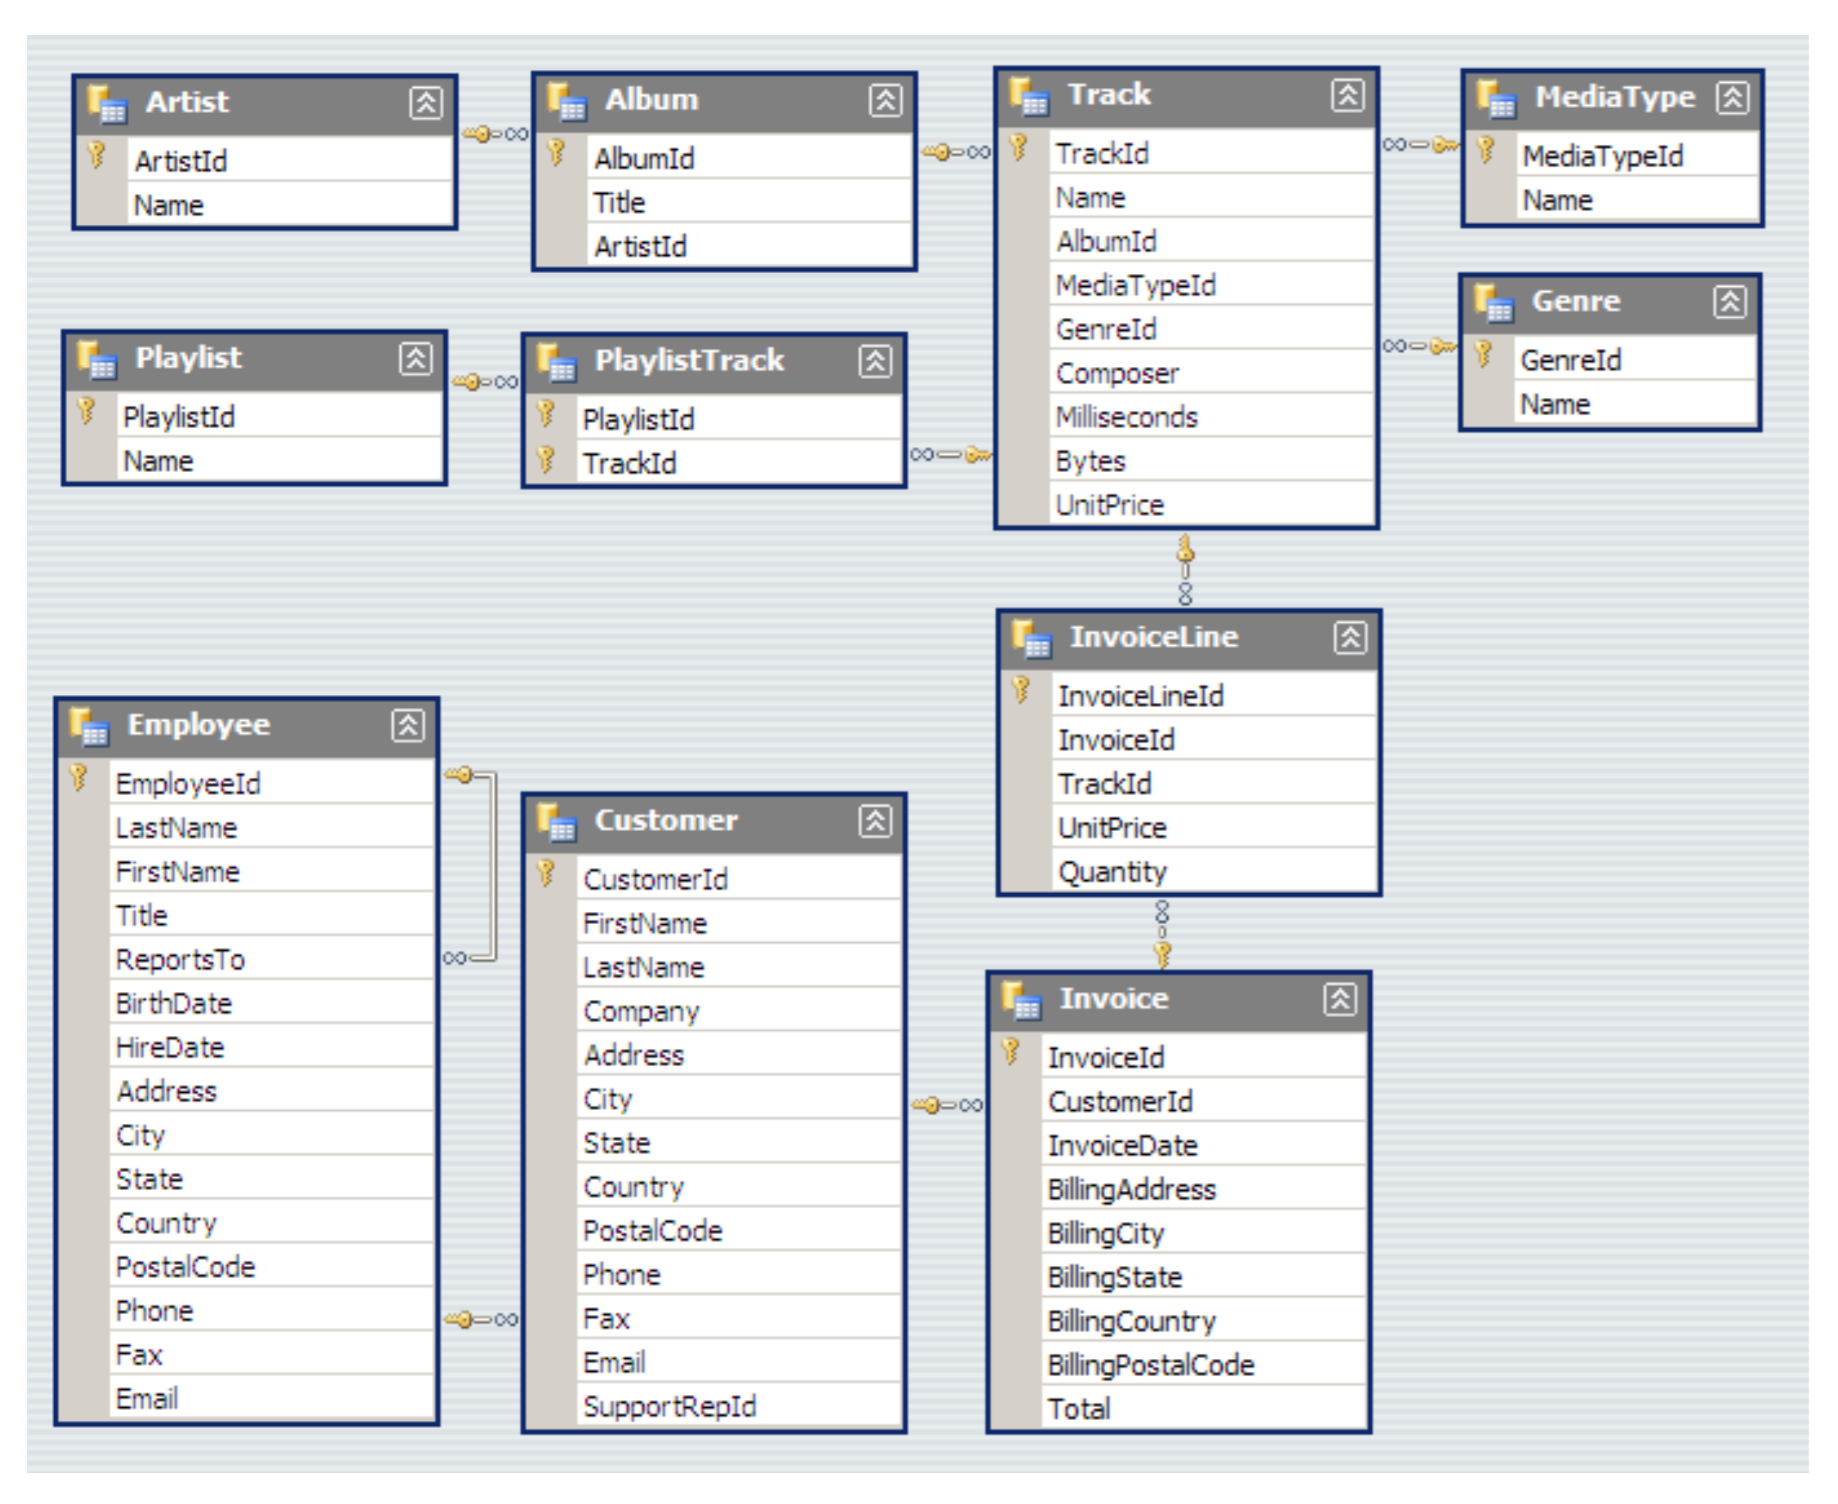 Artist
ArtistId
Name
Album
AlbumId
Title
ArtistId
Track
TrackId
Name
AlbumId
MediaTypeId
GenreId
Composer
Milliseconds
Bytes
UnitPrice
MediaType
MediaTypeId
Name
Genre
GenreId
Name
Playlist
PlaylistId
Name
PlaylistTrack
PlaylistId
TrackId
InvoiceLine
InvoiceLineId
InvoiceId
TrackId
UnitPrice
Quantity
Employee
EmployeeId
LastName
FirstName
Title
ReportsTo
BirthDate
HireDate
Address
City
State
Country
PostalCode
Phone
Fax
Email
Customer
CustomerId
FirstName
LastName
Company
Address
City
State
Country
PostalCode
Phone
Fax
Email
SupportRepId
Invoice
InvoiceId
CustomerId
InvoiceDate
BillingAddress
BillingCity
BillingState
BillingCountry
BillingPostalCode
Total